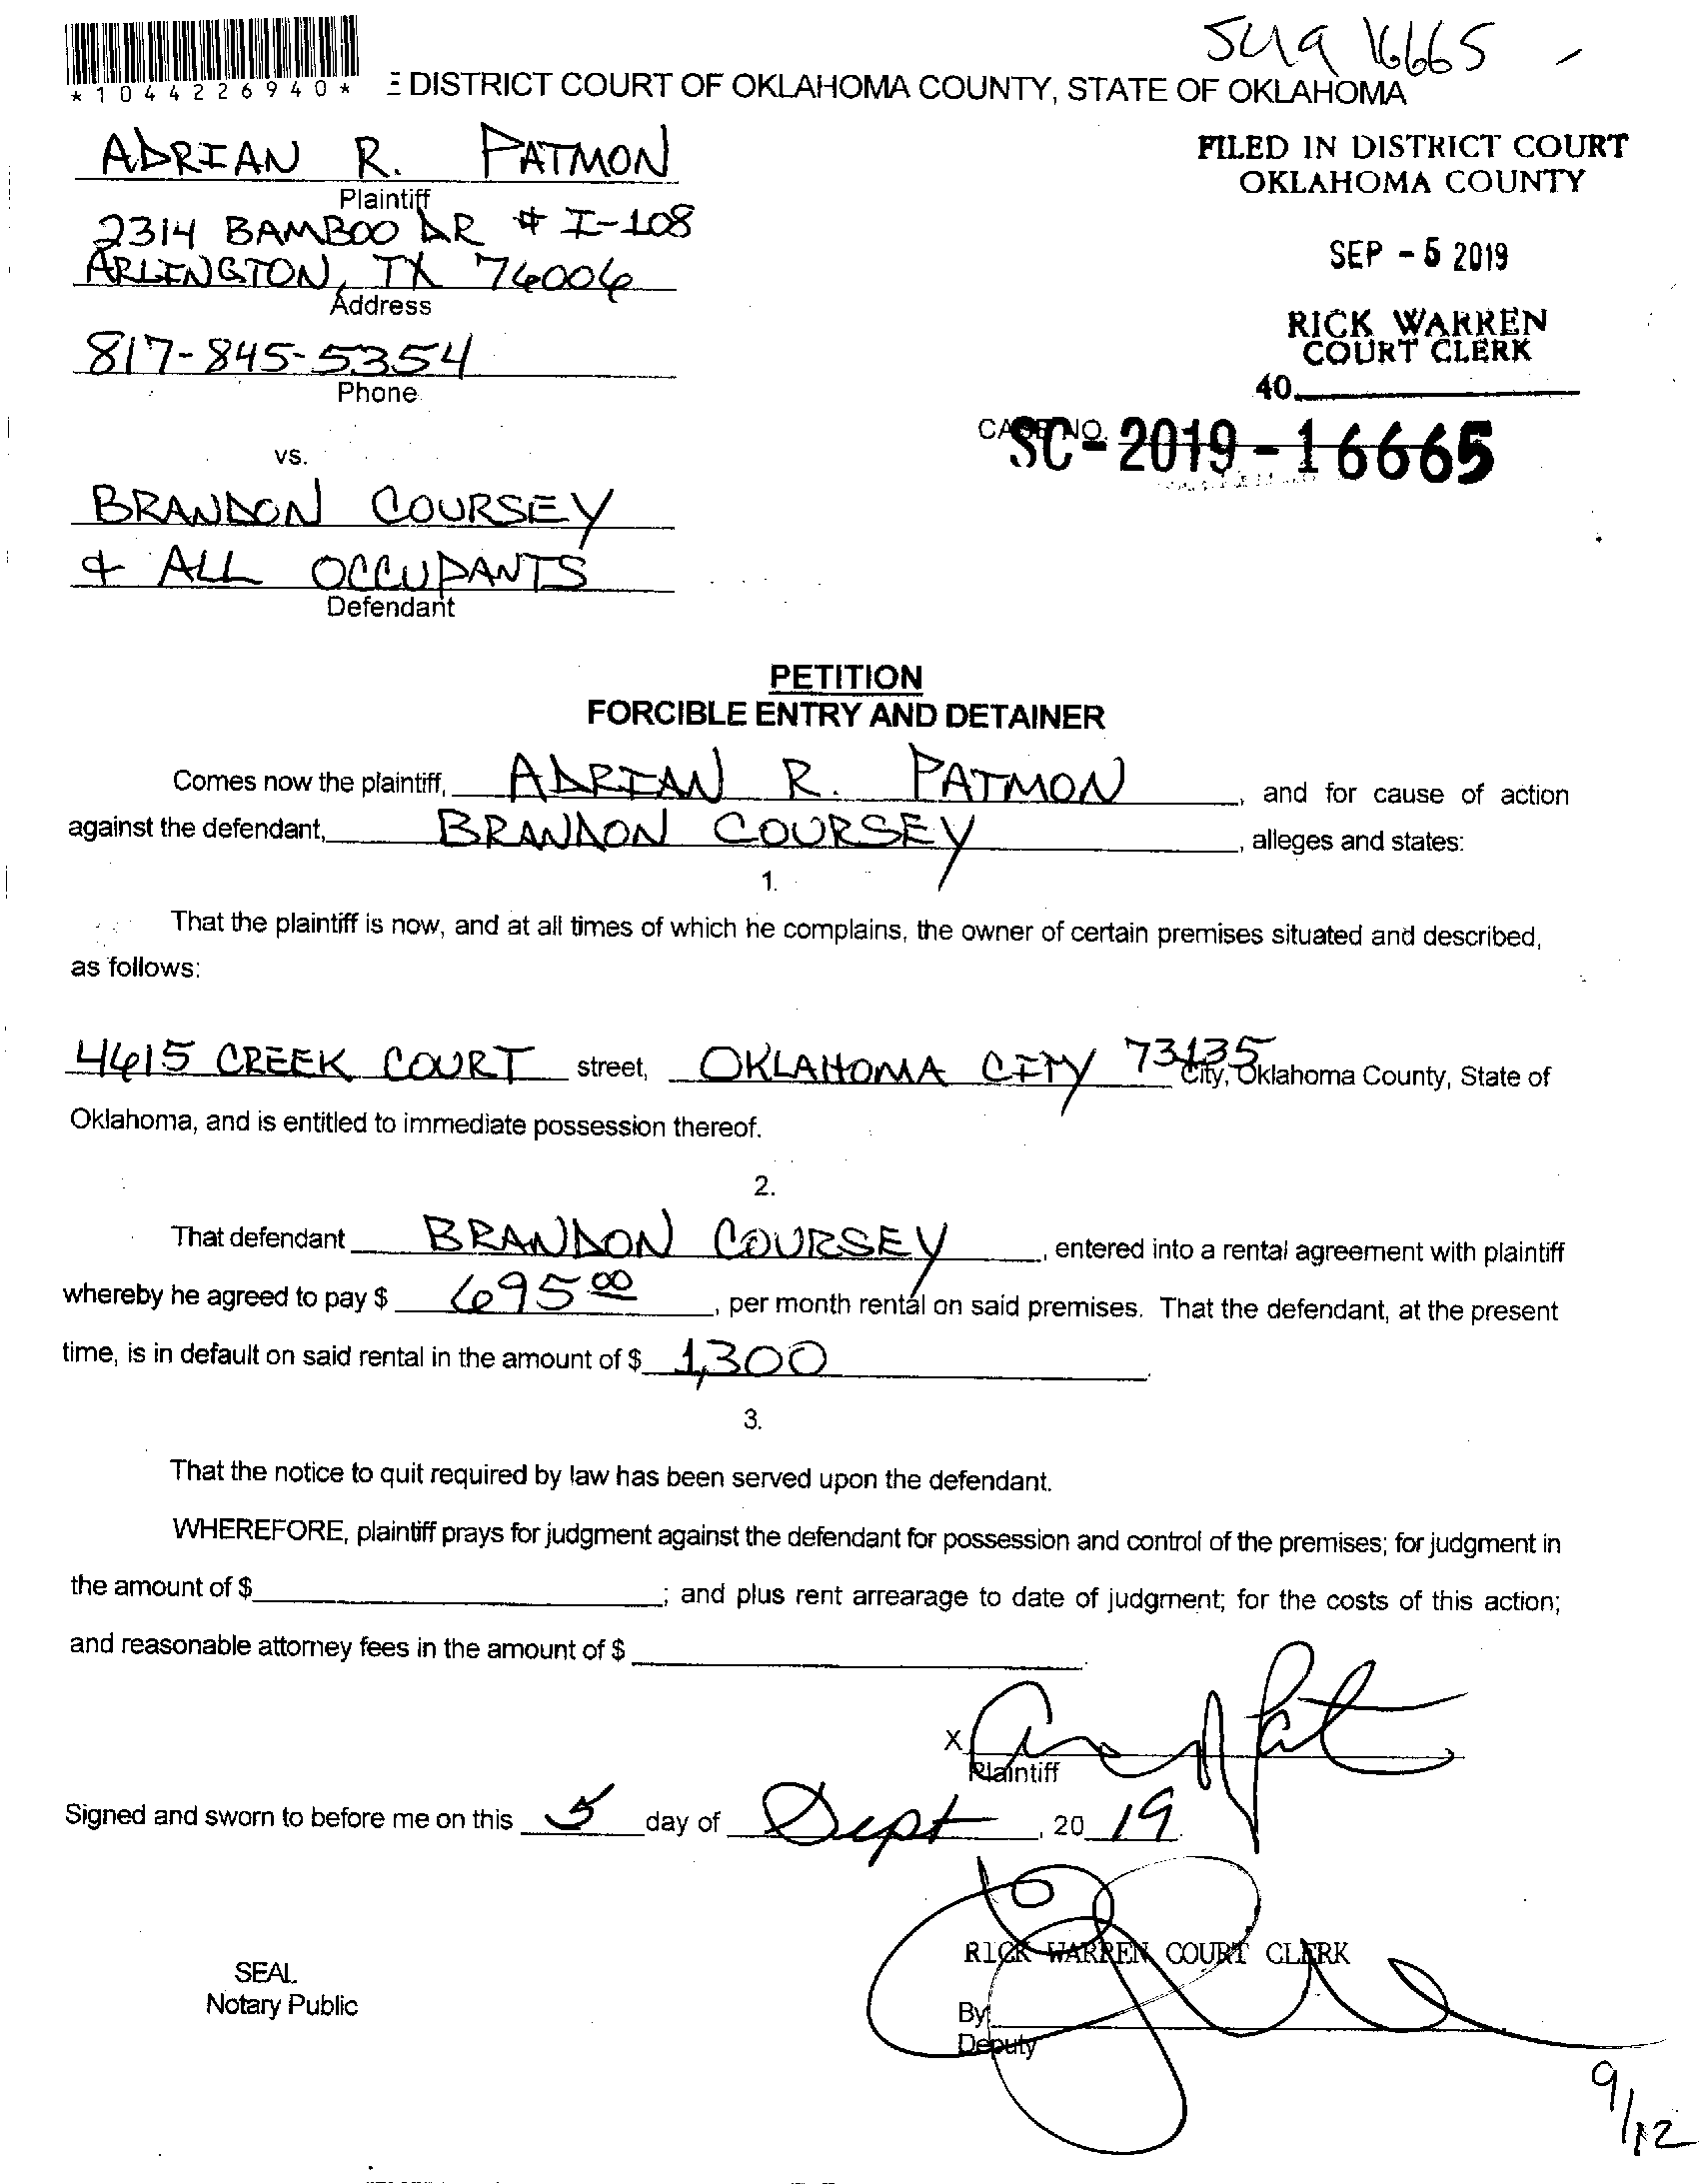 SC19 16665
*1044226940*
E DISTRICT COURT OF OKLAHOMA COUNTY, STATE OF OKLAHOMA
ADRIAN R. PATMON
Plaintiff
2314 BAMBOO DR # I-108
ARLINGTON, TX 76006
Address
817-845-5354
Phone
FILED IN DISTRICT COURT
OKLAHOMA COUNTY
SEP - 5 2019
RICK WARREN
COURT CLERK
40
CASE NO.
SC-2019-16665
vs.
BRANDON COURSEY
& ALL OCCUPANTS
Defendant
PETITION
FORCIBLE ENTRY AND DETAINER
Comes now the plaintiff, ADRIAN R. PATMON, and for cause of action
against the defendant, BRANDON COURSEY, alleges and states:
1.
That the plaintiff is now, and at all times of which he complains, the owner of certain premises situated and described,
as follows:
4615 CREEK COURT street, OKLAHOMA CITY 73135 City, Oklahoma County, State of
Oklahoma, and is entitled to immediate possession thereof.
2.
That defendant BRANDON COURSEY, entered into a rental agreement with plaintiff
whereby he agreed to pay $ 695 00, per month rental on said premises. That the defendant, at the present
time, is in default on said rental in the amount of $ 1,300.
3.
That the notice to quit required by law has been served upon the defendant.
WHEREFORE, plaintiff prays for judgment against the defendant for possession and control of the premises; for judgment in
the amount of $ ; and plus rent arrearage to date of judgment; for the costs of this action;
and reasonable attorney fees in the amount of $ .
X
Plaintiff
Signed and sworn to before me on this 5 day of Sept, 20 19.
RICK WARREN COURT CLERK
SEAL
Notary Public
By
Deputy
9/12